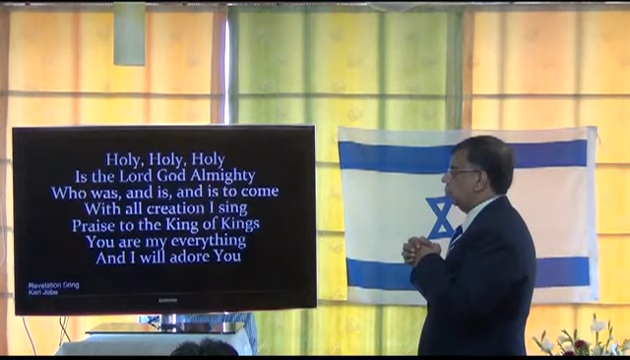 Holy, Holy, Holy
Is the Lord God Almighty
Who was, and is, and is to come
With all creation I sing
Praise to the King of Kings
You are my everything
And I will adore You
Revelation Song
Kari Jobe
SAMSUNG